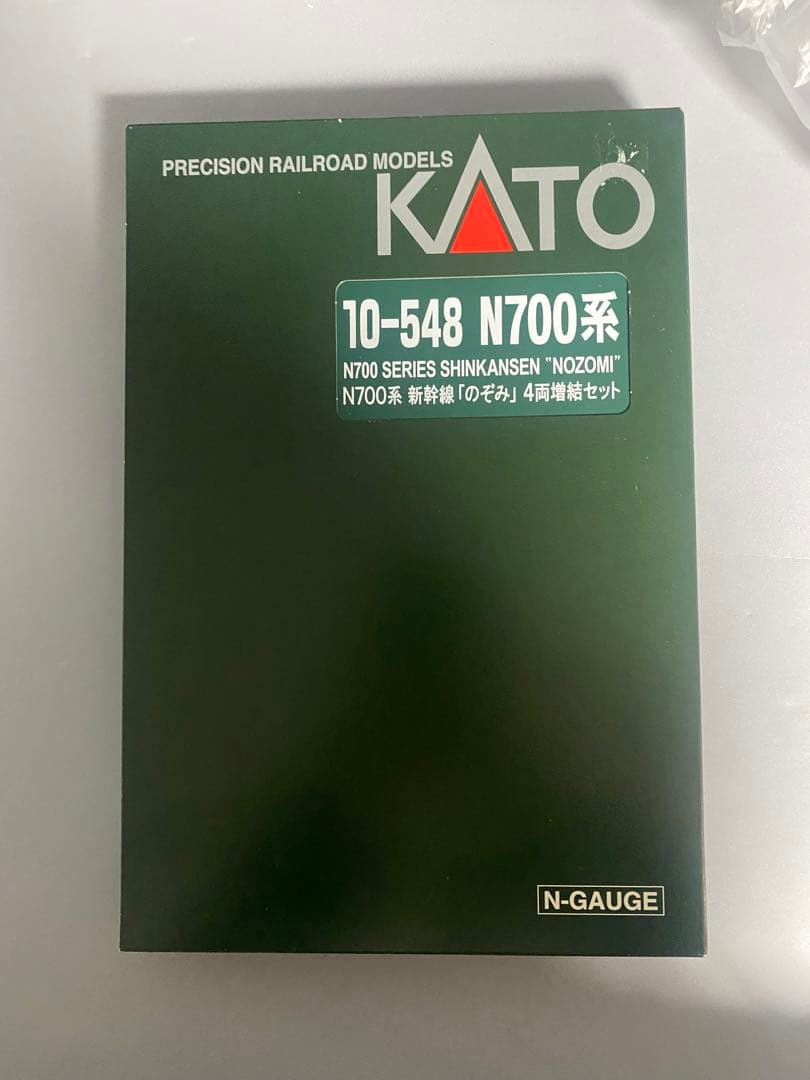 PRECISION RAILROAD MODELS
KATO
10-548 N700系
N700 SERIES SHINKANSEN "NOZOMI"
N700系 新幹線「のぞみ」4両増結セット
N-GAUGE